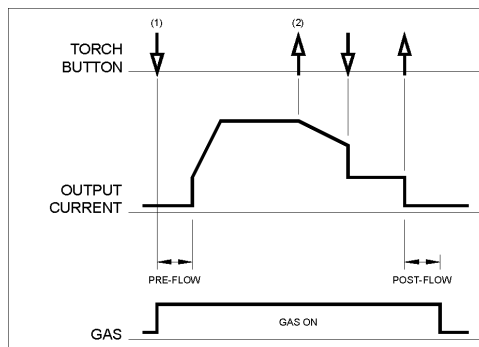 (1)
(2)
TORCH
BUTTON
OUTPUT
CURRENT
PRE-FLOW
POST-FLOW
GAS
GAS ON